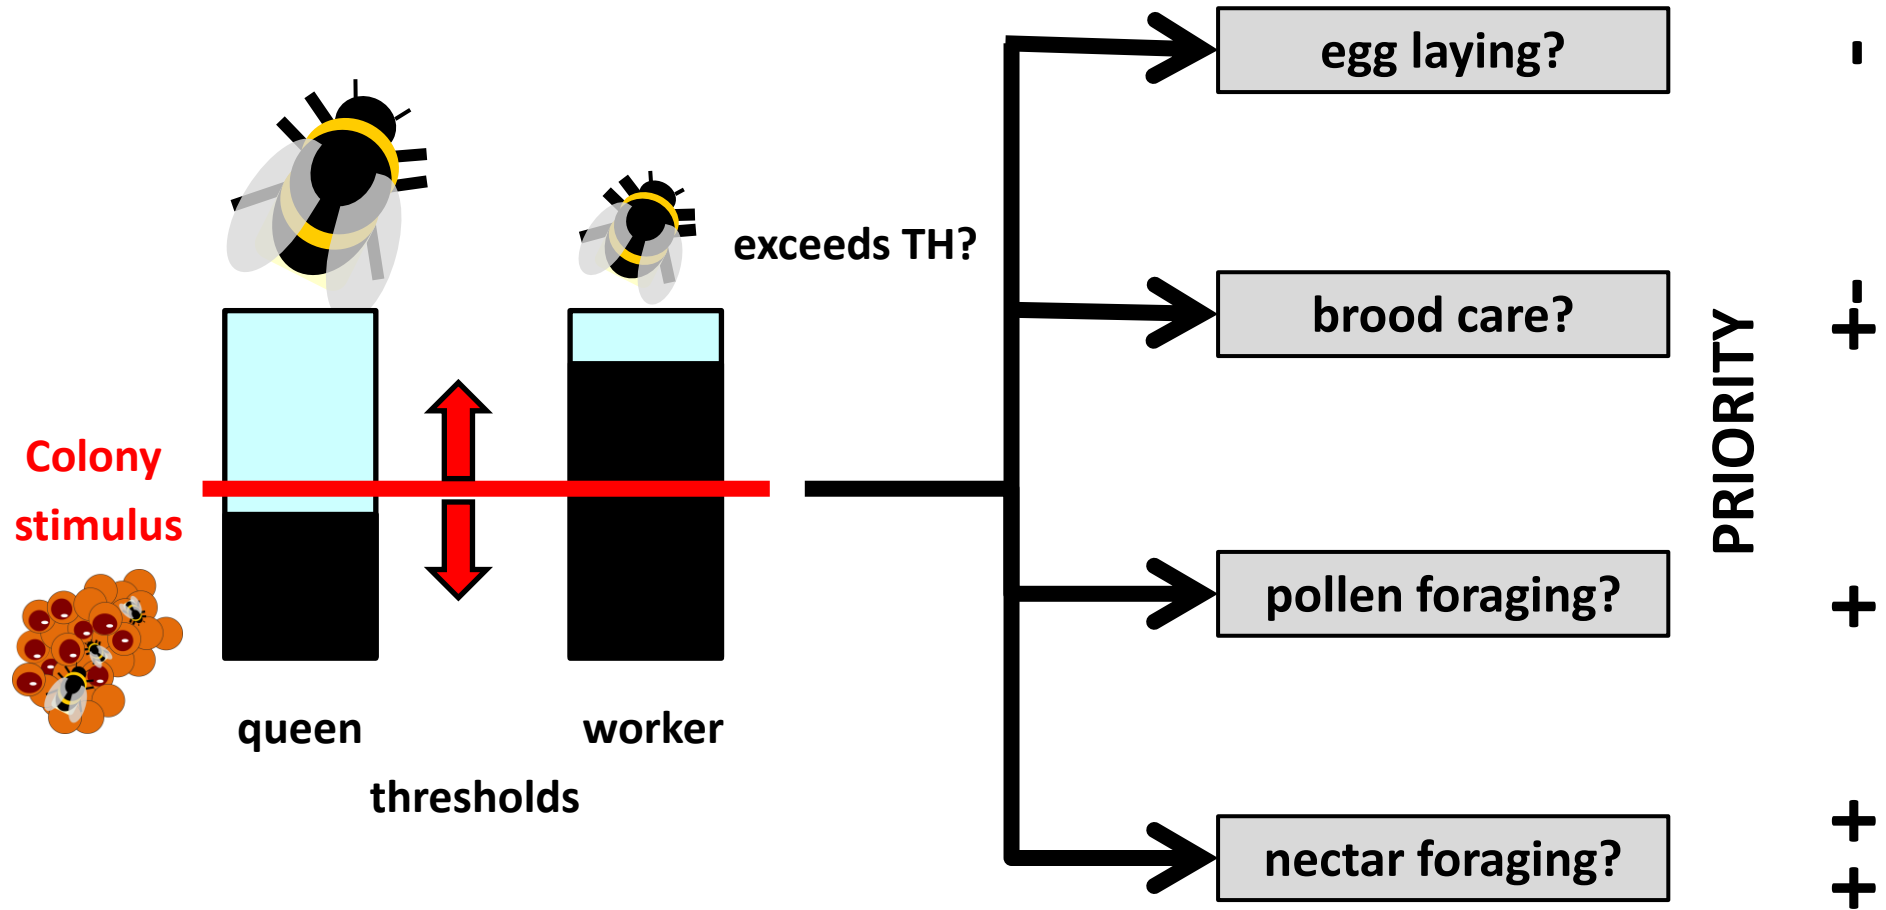 egg laying?
-
exceeds TH?
brood care?
-
+
PRIORITY
Colony
stimulus
pollen foraging?
+
queen
worker
thresholds
nectar foraging?
+
+